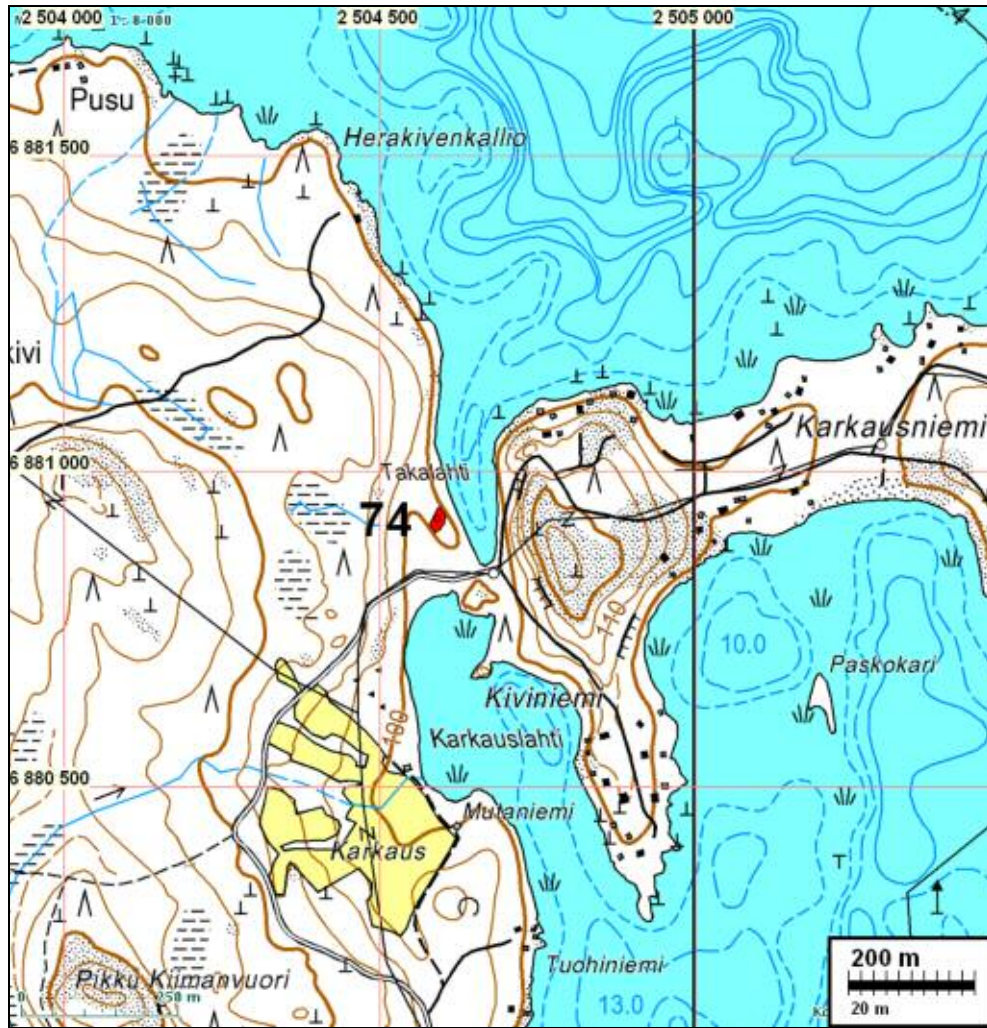 2 504 000
2 504 500
2 505 000
Pusu
6 881 500
Herakivenkallio
kivi
Karkausniemi
6 881 000
Takalahti
74
110
10.0
Paskokari
Kiviniemi
100
Karkauslahti
6 880 500
Mutaniemi
Karkaus
200 m
Tuohiniemi
Pikku Kiimanvuori
0 250 m
13.0
20 m